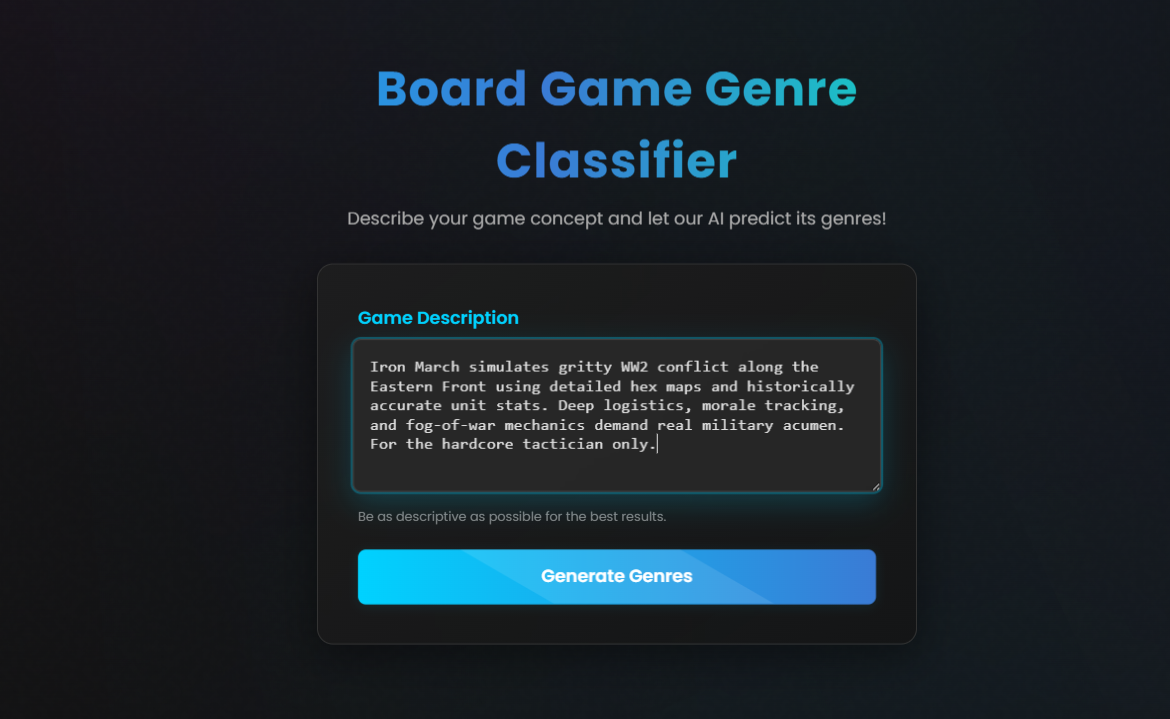 Board Game Genre
Classifier
Describe your game concept and let our AI predict its genres!
Game Description
Iron March simulates gritty WW2 conflict along the
Eastern Front using detailed hex maps and historically
accurate unit stats. Deep logistics, morale tracking,
and fog-of-war mechanics demand real military acumen.
For the hardcore tactician only.
Be as descriptive as possible for the best results.
Generate Genres